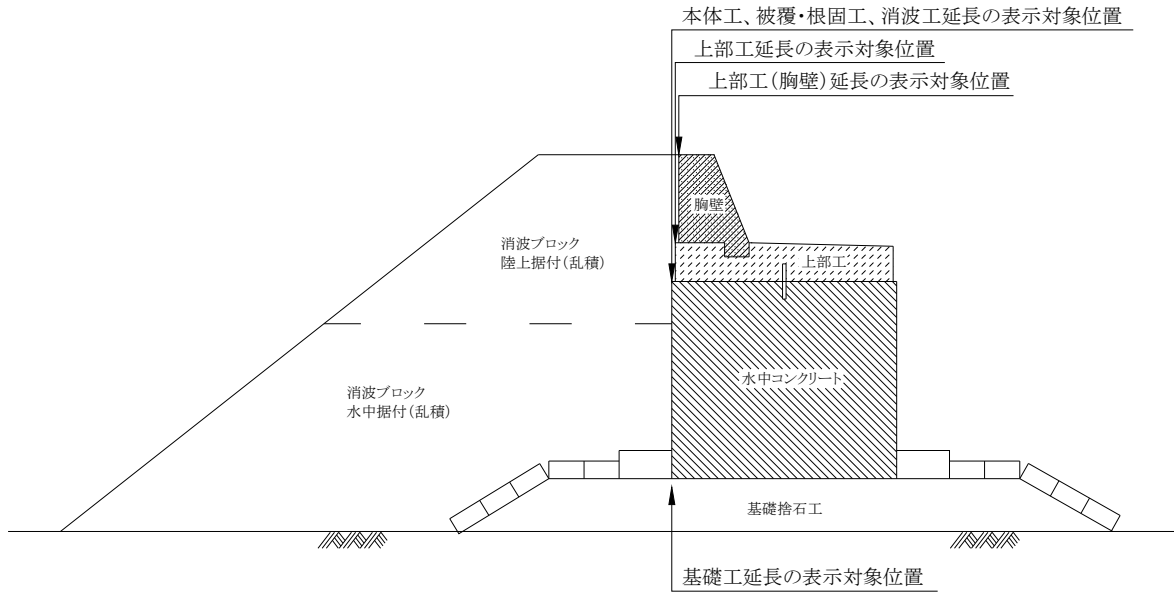 本体工、被覆・根固工、消波工延長の表示対象位置
上部工延長の表示対象位置
上部工(胸壁)延長の表示対象位置
胸壁
消波ブロック
陸上据付(乱積)
上部工
水中コンクリート
消波ブロック
水中据付(乱積)
基礎捨石工
基礎工延長の表示対象位置